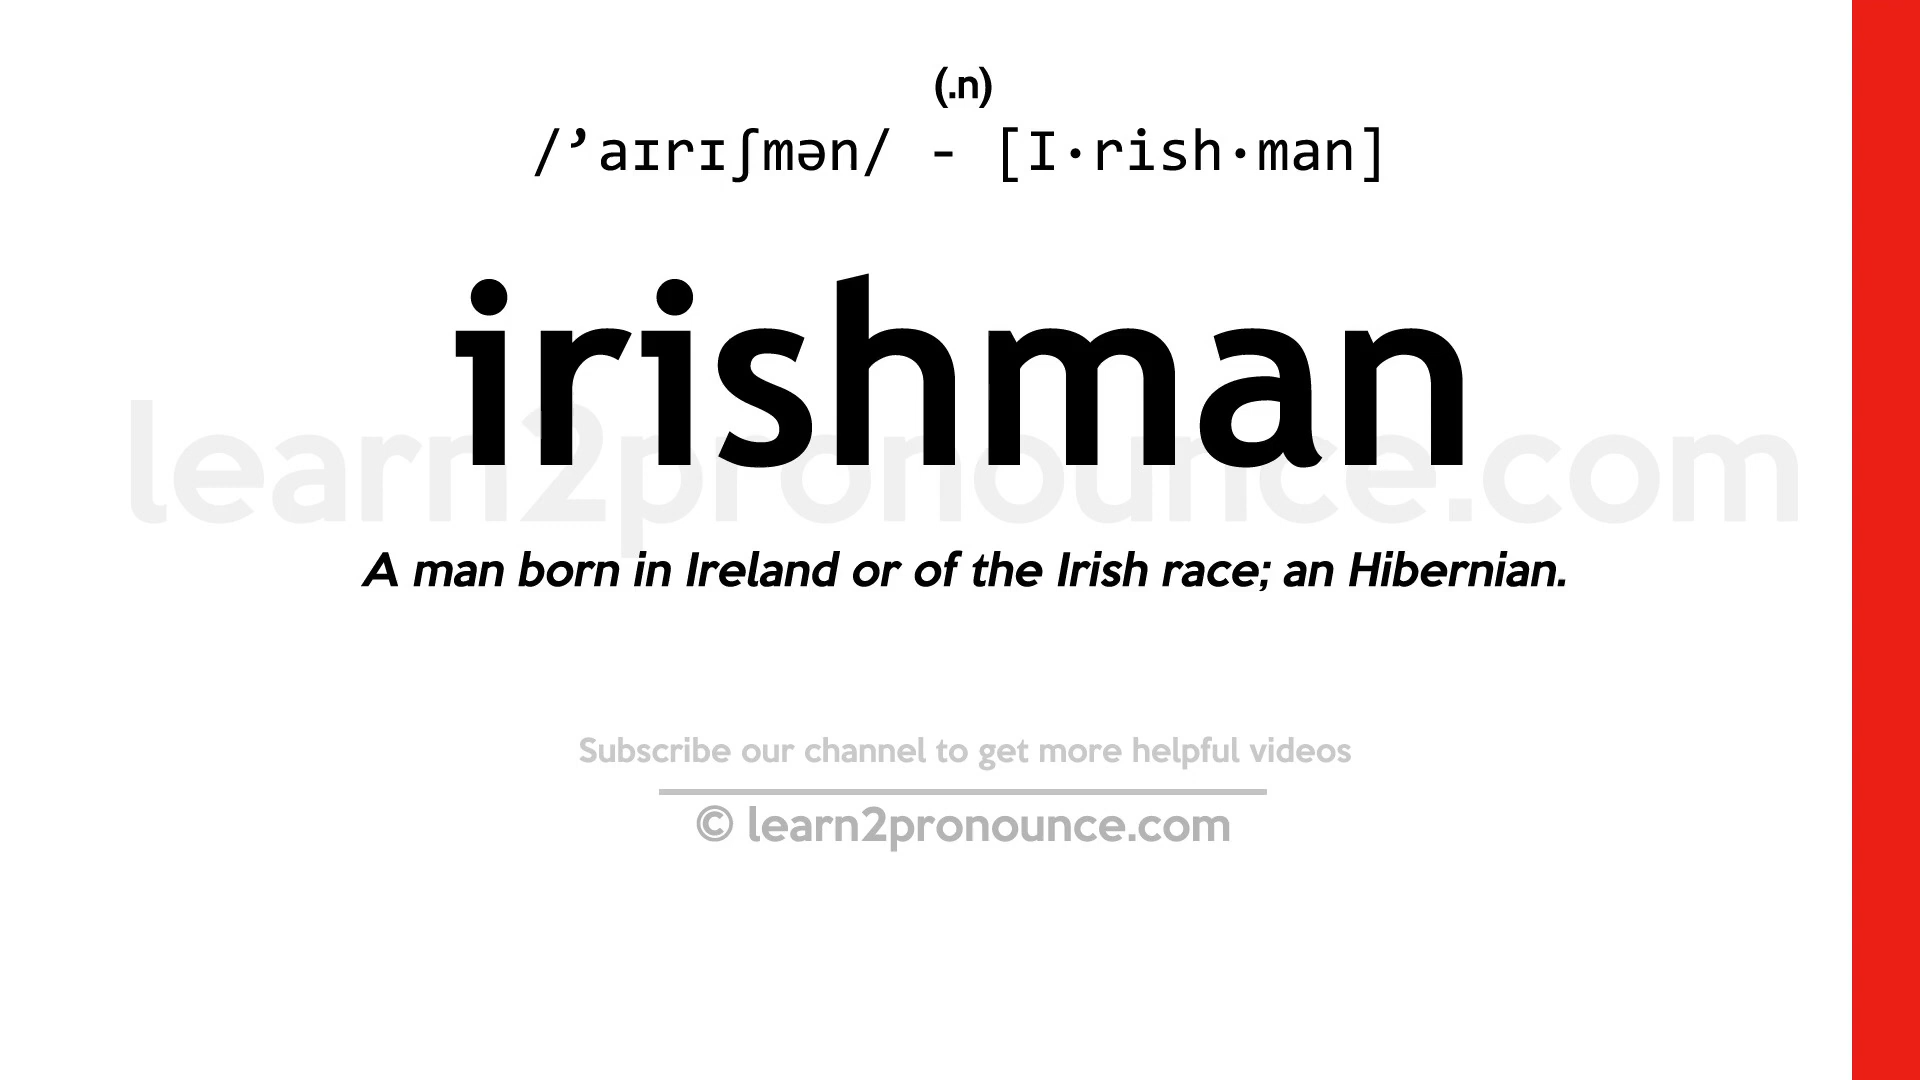 (.n)
/’aɪrɪʃmən/ - [I·rish·man]
irishman
learn2pronounce.com
A man born in Ireland or of the Irish race; an Hibernian.
Subscribe our channel to get more helpful videos
© learn2pronounce.com